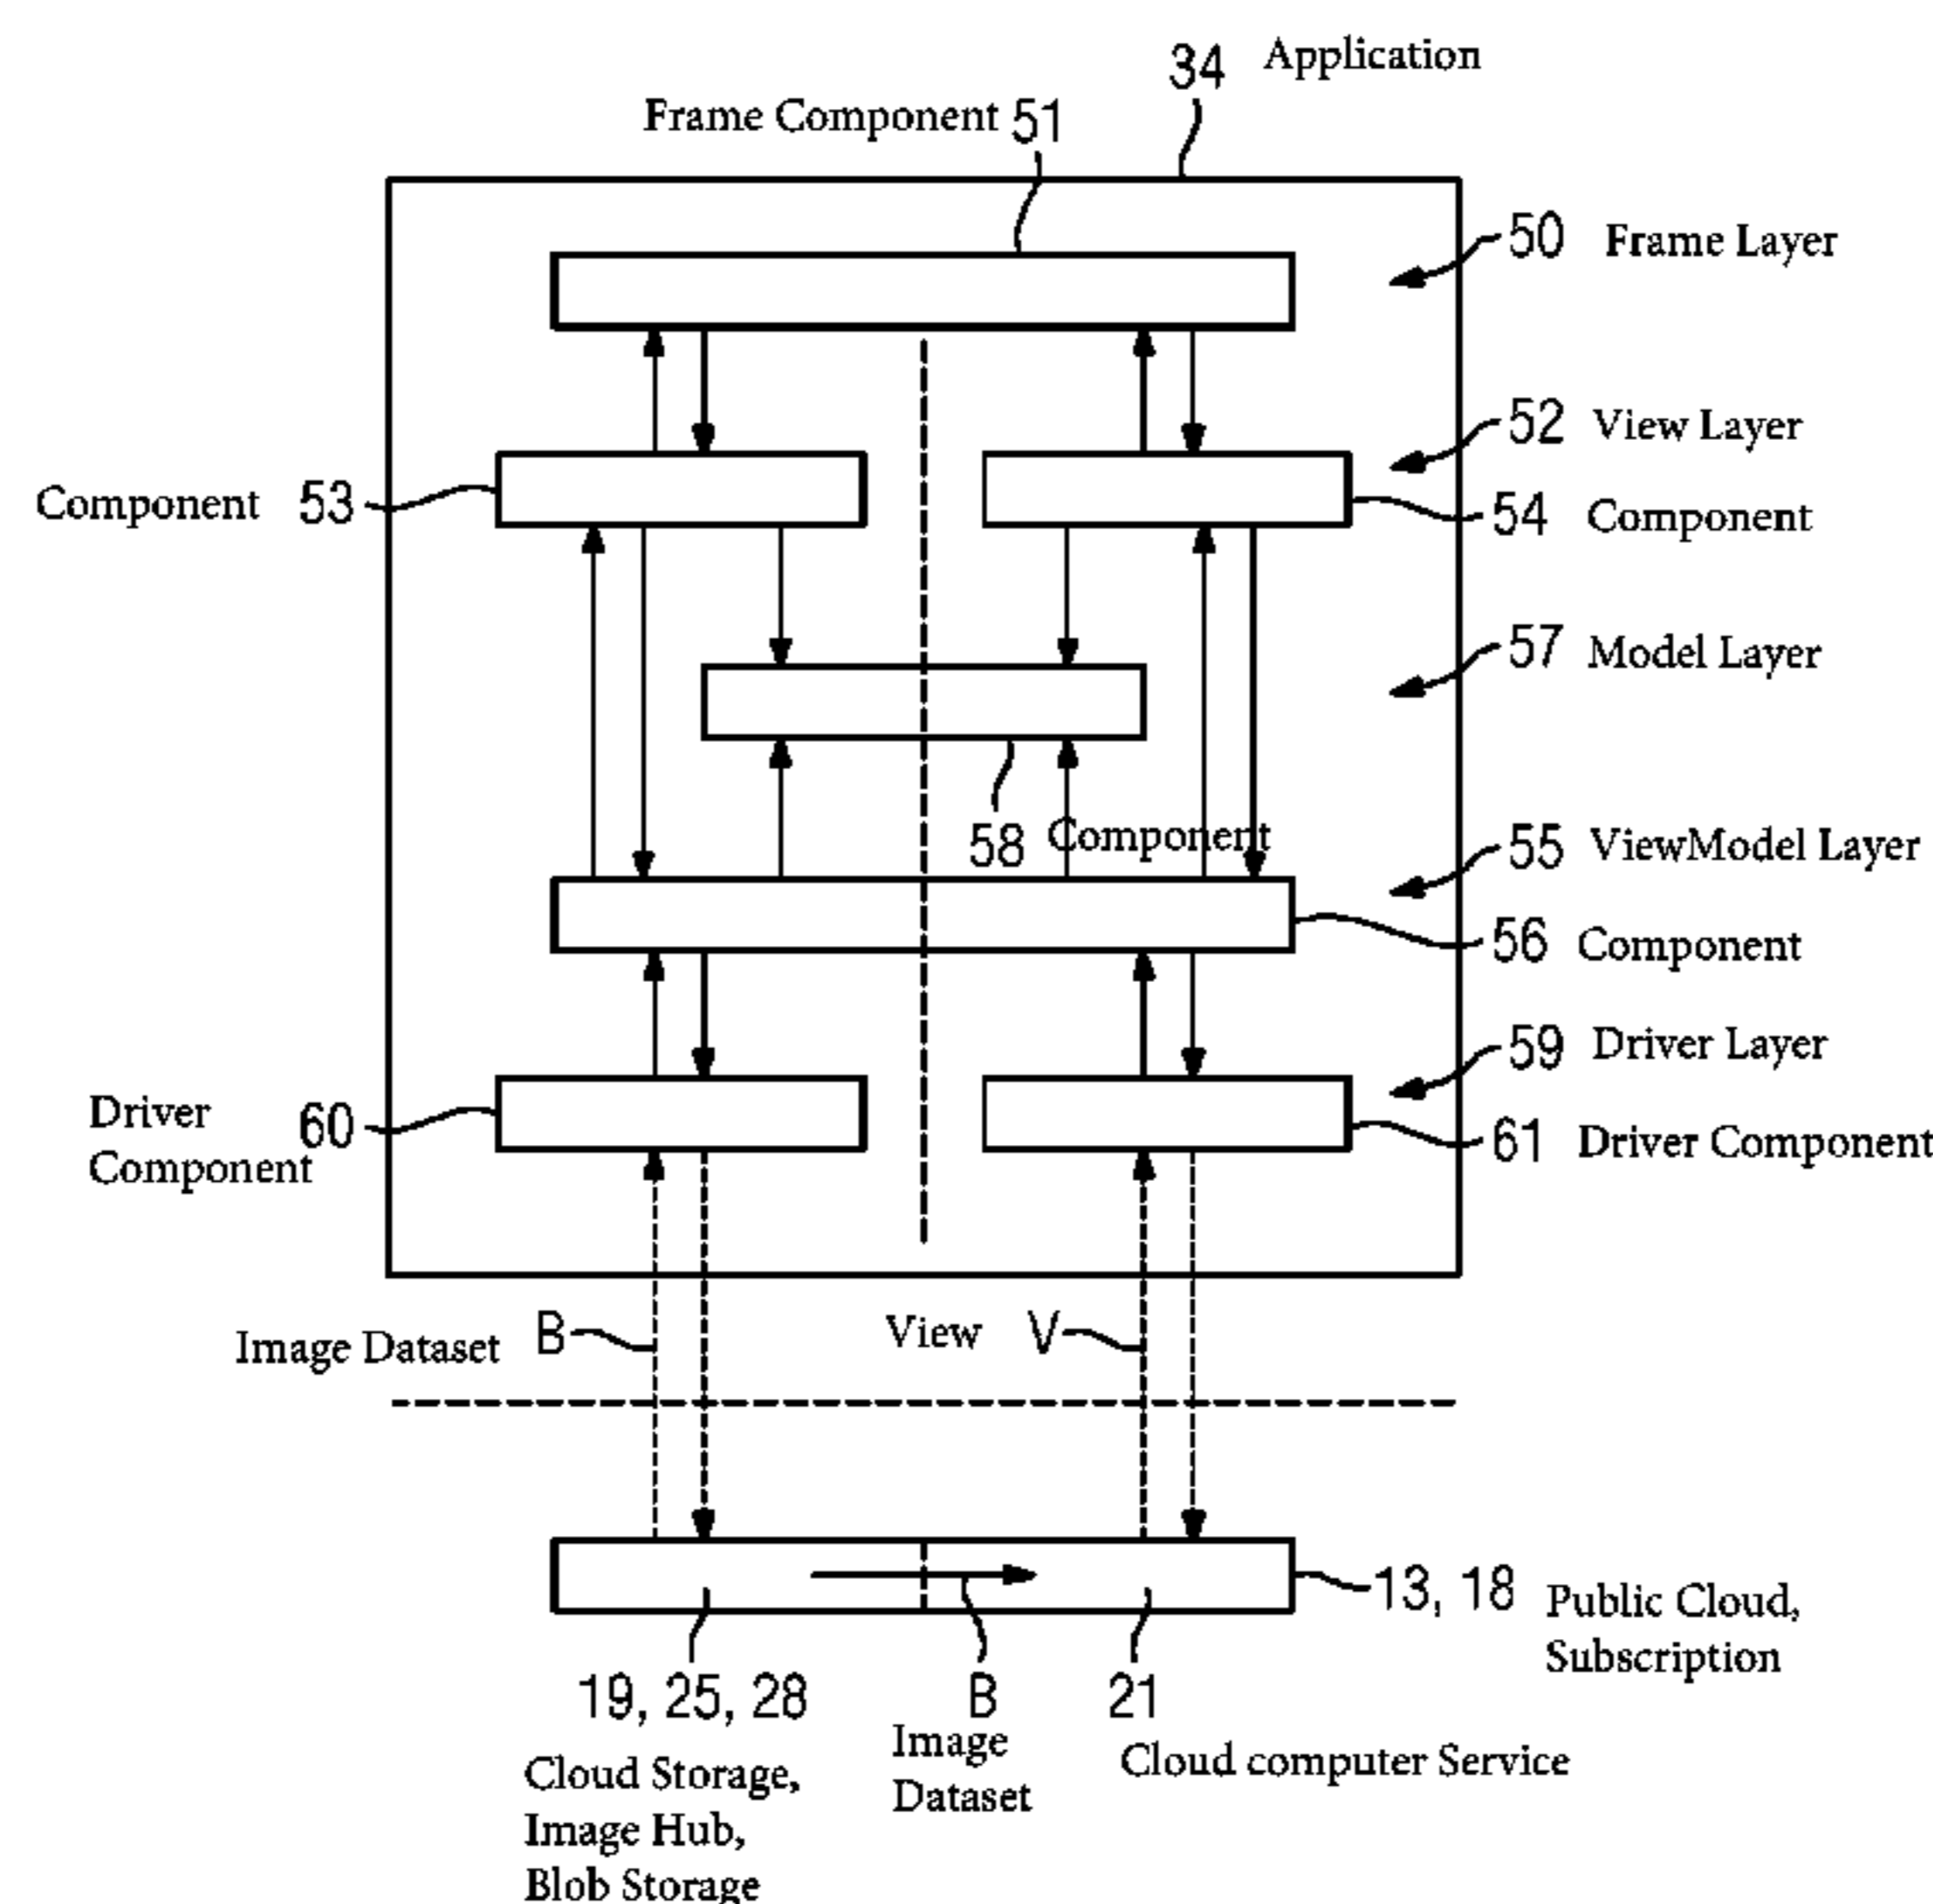 34 Application
Frame Component 51
50 Frame Layer
52 View Layer
Component 53
54 Component
57 Model Layer
58 Component
55 ViewModel Layer
56 Component
59 Driver Layer
Driver
Component 60
61 Driver Component
Image Dataset B
View V
13, 18 Public Cloud,
Subscription
19, 25, 28
Cloud Storage,
Image Hub,
Blob Storage
B
Image
Dataset
21
Cloud computer Service